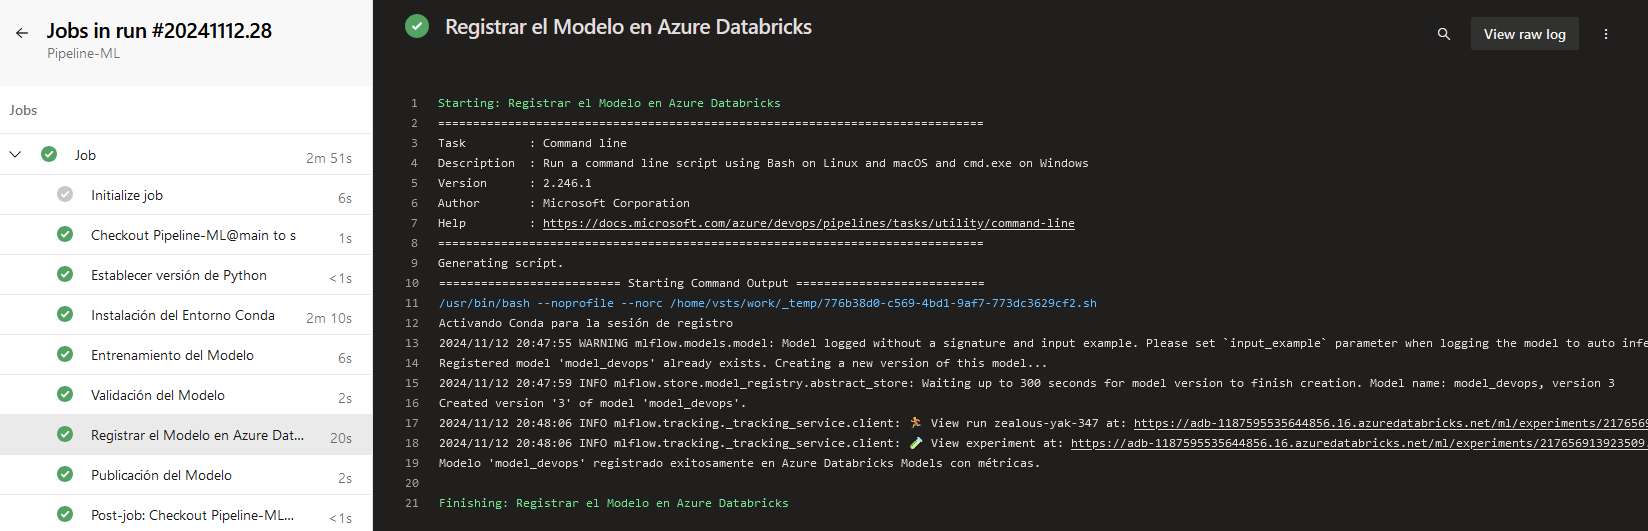 Jobs in run #20241112.28
Pipeline-ML
Jobs
Job 2m 51s
Initialize job 6s
Checkout Pipeline-ML@main to s 1s
Establecer versión de Python <1s
Instalación del Entorno Conda 2m 10s
Entrenamiento del Modelo 6s
Validación del Modelo 2s
Registrar el Modelo en Azure Dat... 20s
Publicación del Modelo 2s
Post-job: Checkout Pipeline-ML... <1s
Registrar el Modelo en Azure Databricks
View raw log
1 Starting: Registrar el Modelo en Azure Databricks
2 ==============================================================================
3 Task         : Command line
4 Description  : Run a command line script using Bash on Linux and macOS and cmd.exe on Windows
5 Version      : 2.246.1
6 Author       : Microsoft Corporation
7 Help         : https://docs.microsoft.com/azure/devops/pipelines/tasks/utility/command-line
8 ==============================================================================
9 Generating script.
10 ========================== Starting Command Output ===========================
11 /usr/bin/bash --noprofile --norc /home/vsts/work/_temp/776b38d0-c569-4bd1-9af7-773dc3629cf2.sh
12 Activando Conda para la sesión de registro
13 2024/11/12 20:47:55 WARNING mlflow.models.model: Model logged without a signature and input example. Please set `input_example` parameter when logging the model to auto infe
14 Registered model 'model_devops' already exists. Creating a new version of this model...
15 2024/11/12 20:47:59 INFO mlflow.store.model_registry.abstract_store: Waiting up to 300 seconds for model version to finish creation. Model name: model_devops, version 3
16 Created version '3' of model 'model_devops'.
17 2024/11/12 20:48:06 INFO mlflow.tracking._tracking_service.client: 🏃 View run zealous-yak-347 at: https://adb-1187595535644856.16.azuredatabricks.net/ml/experiments/2176569
18 2024/11/12 20:48:06 INFO mlflow.tracking._tracking_service.client: 🧪 View experiment at: https://adb-1187595535644856.16.azuredatabricks.net/ml/experiments/217656913923509
19 Modelo 'model_devops' registrado exitosamente en Azure Databricks Models con métricas.
20
21 Finishing: Registrar el Modelo en Azure Databricks